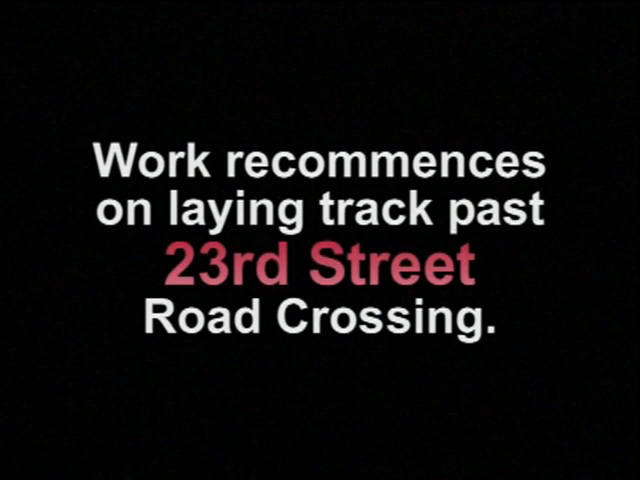 Work recommences
on laying track past
23rd Street
Road Crossing.